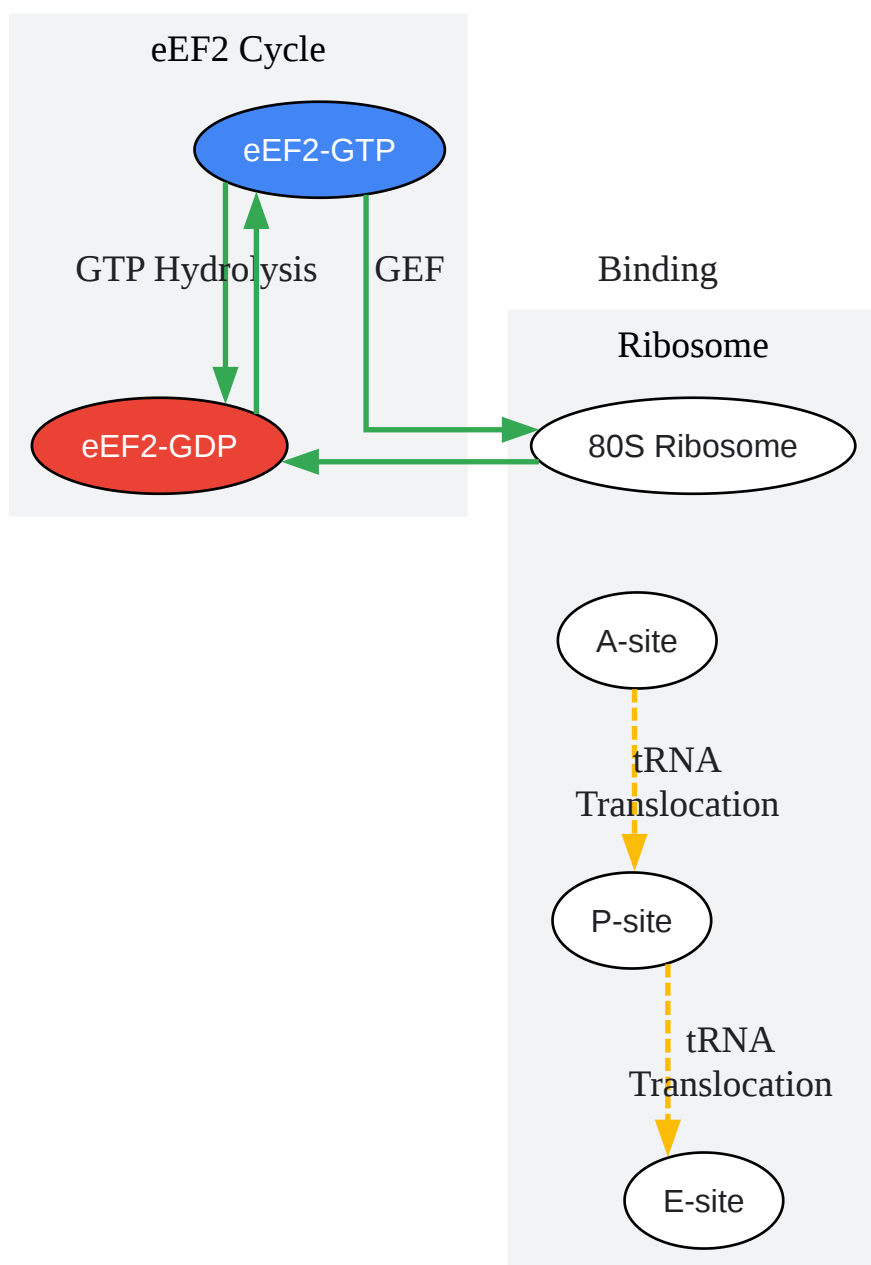 eEF2 Cycle
eEF2-GTP
GTP Hydrolysis
GEF
Binding
Ribosome
eEF2-GDP
80S Ribosome
A-site
tRNA
Translocation
P-site
tRNA
Translocation
E-site